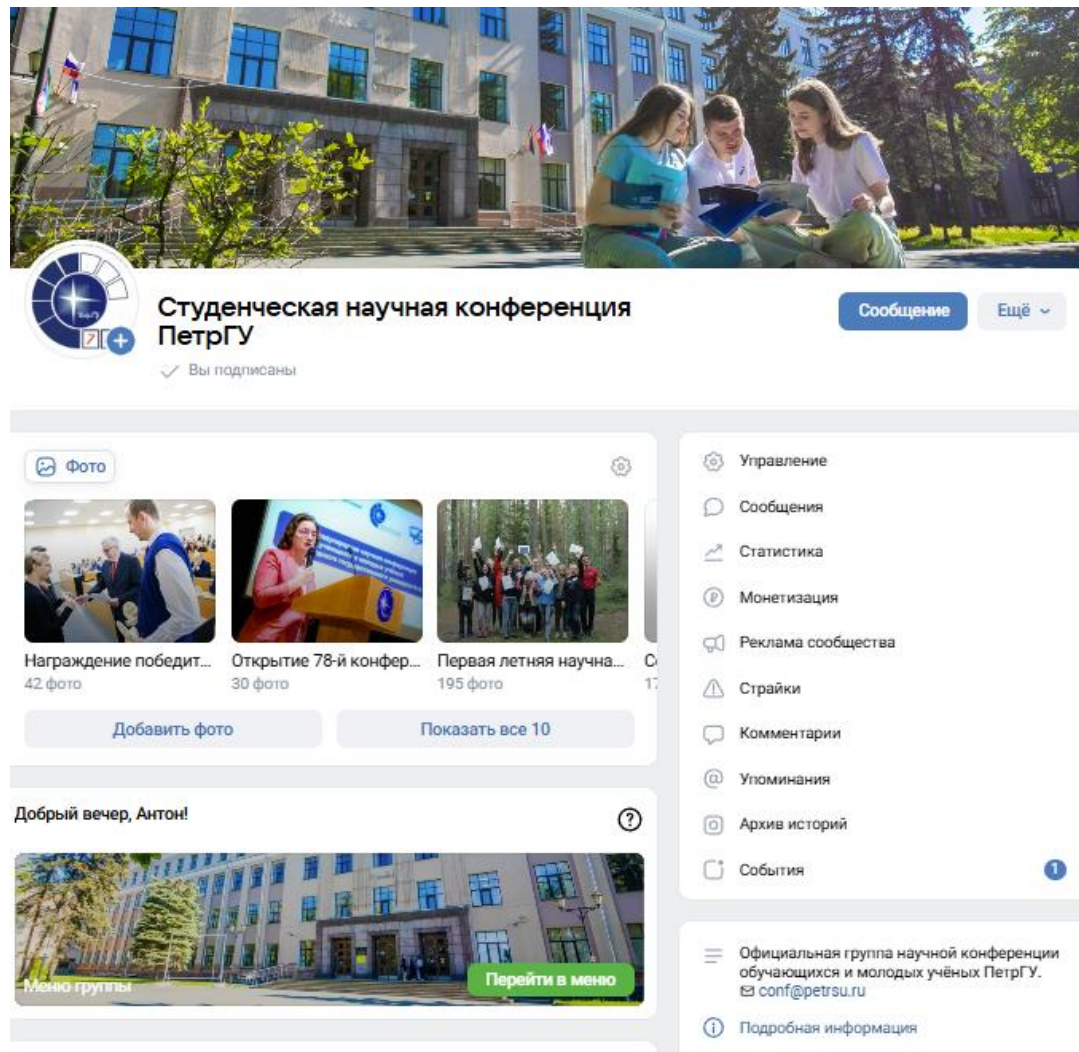 Студенческая научная конференция
ПетрГУ
Вы подписаны
Сообщение
Ещё
Фото
Награждение победит...
42 фото
Открытие 78-й конфер...
30 фото
Первая летняя научна...
195 фото
Добавить фото
Показать все 10
Добрый вечер, Антон!
Меню группы
Перейти в меню
Управление
Сообщения
Статистика
Монетизация
Реклама сообщества
Страйки
Комментарии
Упоминания
Архив историй
События
1
Официальная группа научной конференции
обучающихся и молодых учёных ПетрГУ.
conf@petrsu.ru
Подробная информация